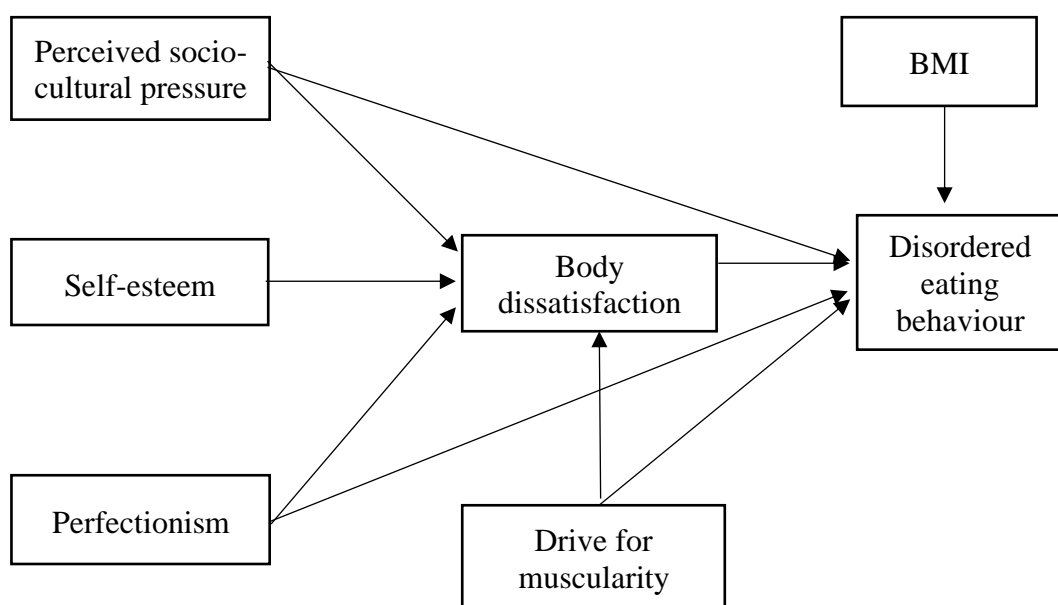 Perceived socio-
cultural pressure
BMI
Self-esteem
Body
dissatisfaction
Disordered
eating
behaviour
Perfectionism
Drive for
muscularity